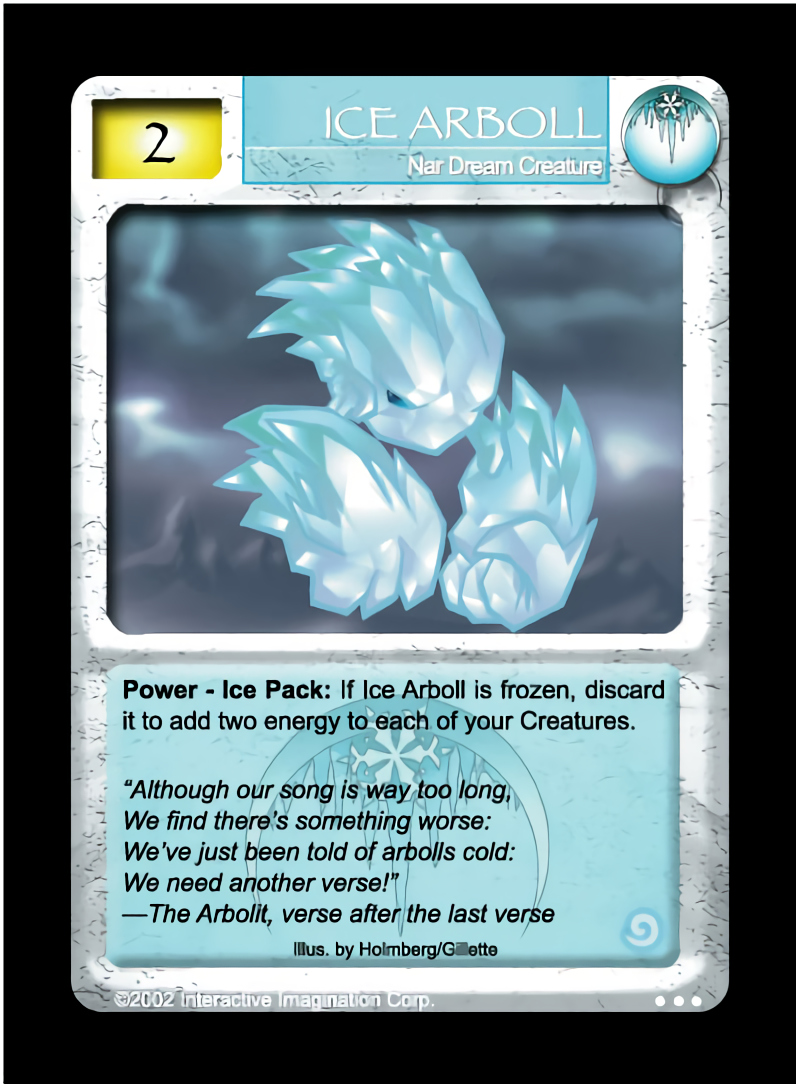 2
ICE ARBOLL
Nar Dream Creature
Power - Ice Pack: If Ice Arboll is frozen, discard
it to add two energy to each of your Creatures.
“Although our song is way too long,
We find there's something worse:
We've just been told of arbolls cold:
We need another verse!”
—The Arbolit, verse after the last verse
Illus. by Holmberg/Gillette
©2002 Interactive Imagination Corp.